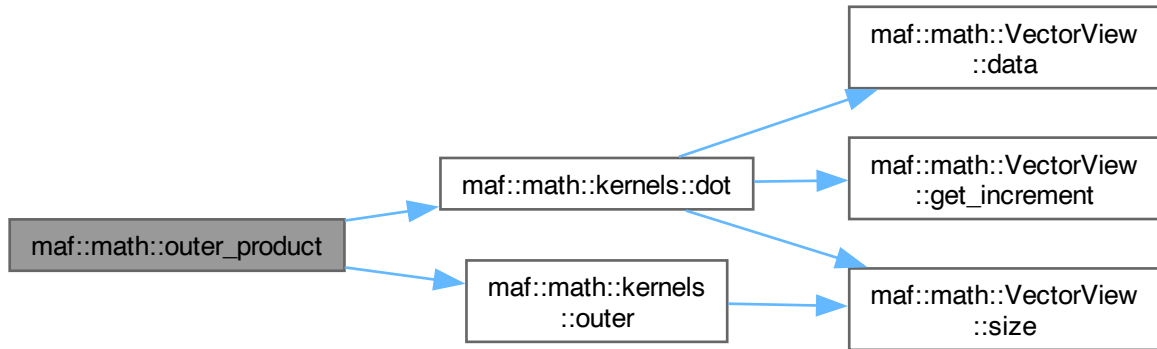 maf::math::outer_product
maf::math::kernels::dot
maf::math::kernels
::outer
maf::math::VectorView
::data
maf::math::VectorView
::get_increment
maf::math::VectorView
::size